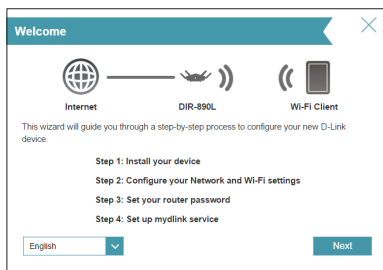 Welcome
Internet
DIR-890L
Wi-Fi Client
This wizard will guide you through a step-by-step process to configure your new D-Link
device.
Step 1: Install your device
Step 2: Configure your Network and Wi-Fi settings
Step 3: Set your router password
Step 4: Set up mydlink service
English
Next